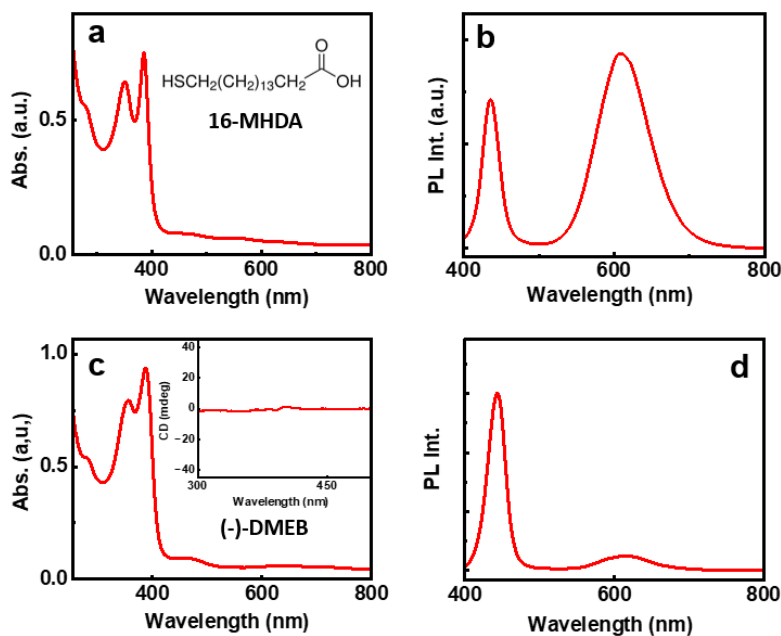 a
Abs. (a.u.)
0.5
0.0
400
600
800
Wavelength (nm)
HSCH₂(CH₂)₁₃CH₂
O
OH
16-MHDA
b
PL Int. (a.u.)
400
600
800
Wavelength (nm)
c
Abs. (a,u,)
1.0
0.5
0.0
400
600
800
Wavelength (nm)
CD (mdeg)
40
20
0
−20
−40
300
450
Wavelength (nm)
(-)-DMEB
d
PL Int.
400
600
800
Wavelength (nm)